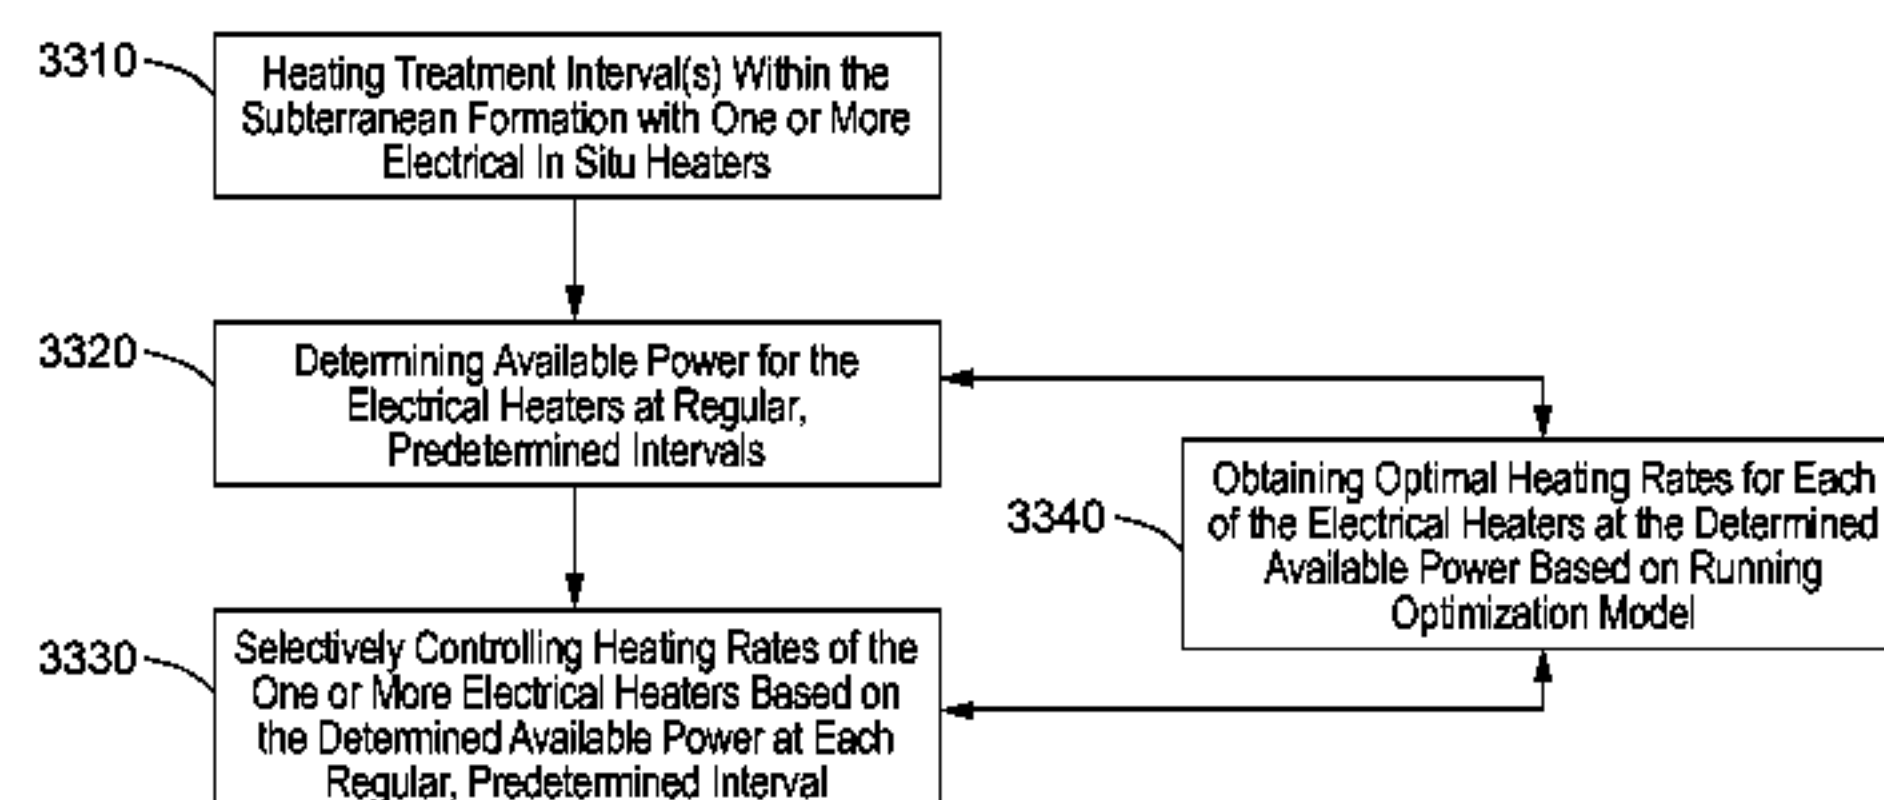 3310
Heating Treatment Interval(s) Within the
Subterranean Formation with One or More
Electrical In Situ Heaters
3320
Determining Available Power for the
Electrical Heaters at Regular,
Predetermined Intervals
3340
Obtaining Optimal Heating Rates for Each
of the Electrical Heaters at the Determined
Available Power Based on Running
Optimization Model
3330
Selectively Controlling Heating Rates of the
One or More Electrical Heaters Based on
the Determined Available Power at Each
Regular, Predetermined Interval